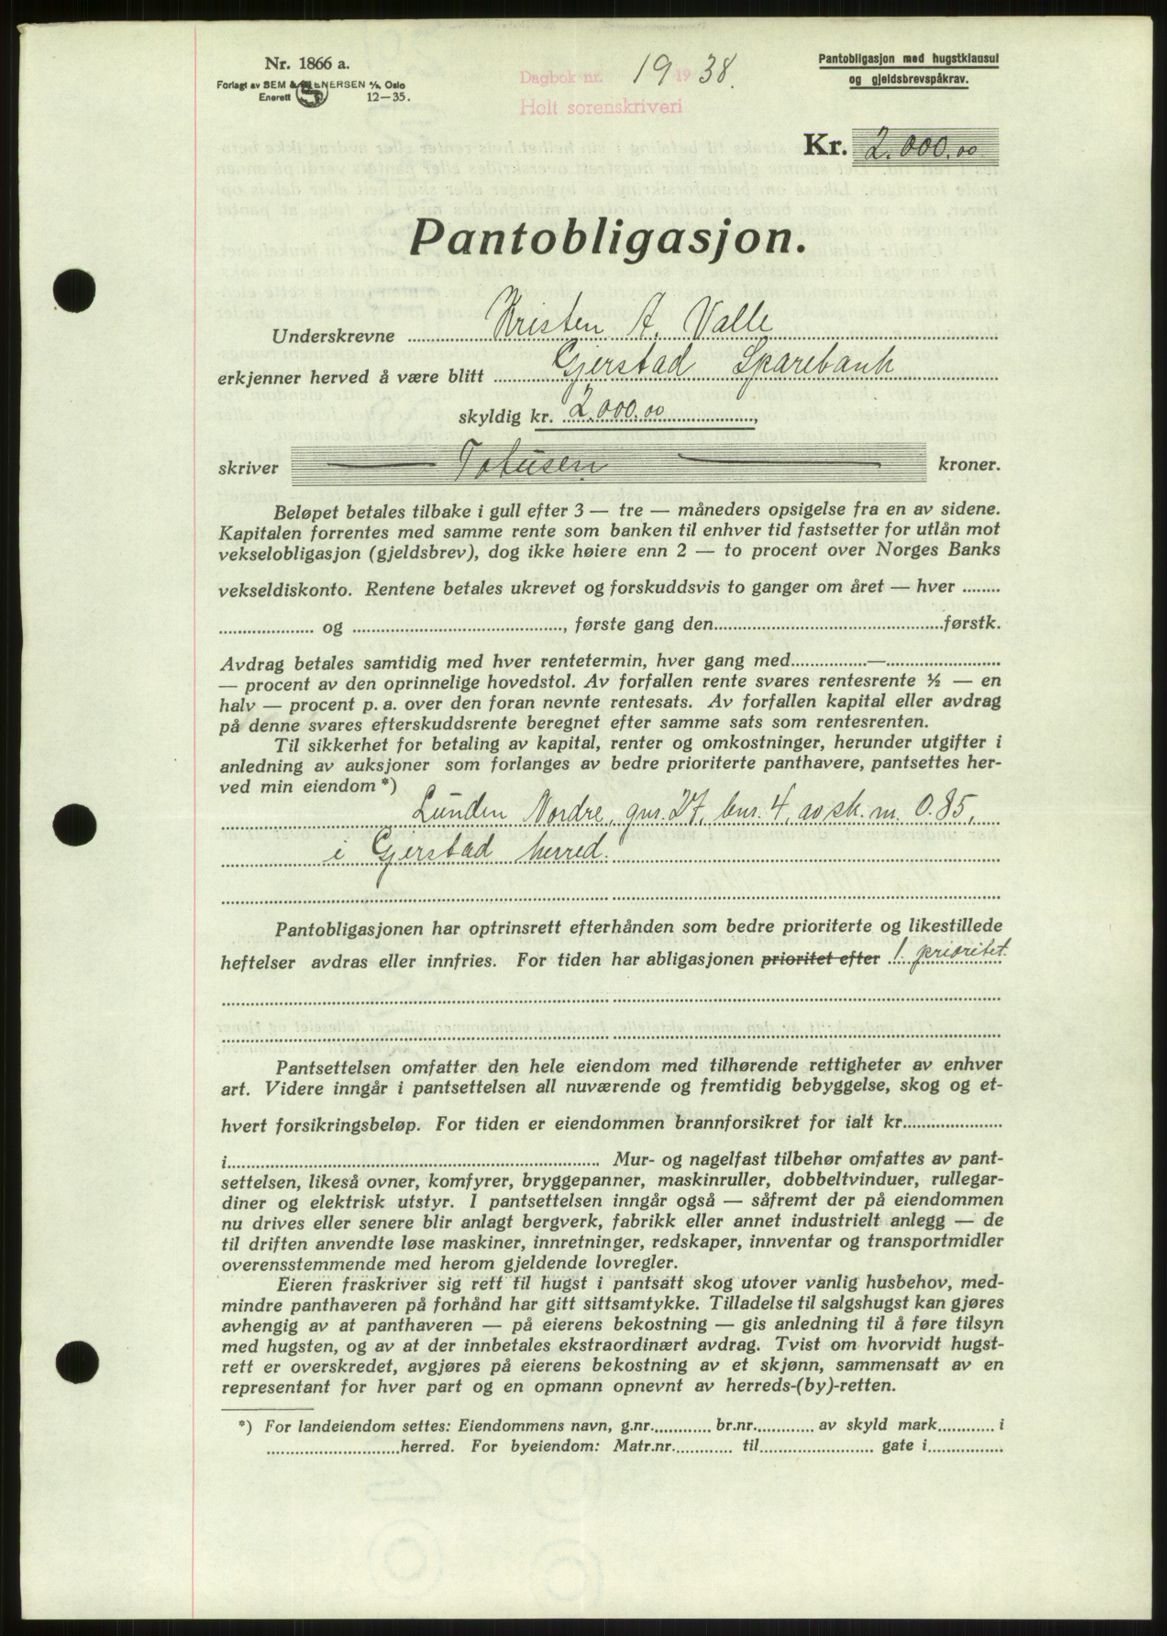 Nr. 1866 a.
Forlagt av SEM & STENERSEN A/S, Oslo
Enerett 12—35.
Dagbok nr. 19 1938.
Holt sorenskriveri
Pantobligasjon med hugstklausul
og gjeldsbrevspåkrav.
Kr. 2.000.00
Pantobligasjon.
Underskrevne Kristen A. Valle
erkjenner herved å være blitt Gjerstad Sparebank
skyldig kr. 2.000.00,
skriver — Totusen — kroner.
Beløpet betales tilbake i gull efter 3 — tre — måneders opsigelse fra en av sidene.
Kapitalen forrentes med samme rente som banken til enhver tid fastsetter for utlån mot
vekselobligasjon (gjeldsbrev), dog ikke høiere enn 2 — to procent over Norges Banks
vekseldiskonto. Rentene betales ukrevet og forskuddsvis to ganger om året — hver ........
.................... og ............................................, første gang den................................................førstk.
Avdrag betales samtidig med hver rentetermin, hver gang med................—........................
— procent av den oprinnelige hovedstol. Av forfallen rente svares rentesrente ½ — en
halv — procent p. a. over den foran nevnte rentesats. Av forfallen kapital eller avdrag
på denne svares efterskuddsrente beregnet efter samme sats som rentesrenten.
Til sikkerhet for betaling av kapital, renter og omkostninger, herunder utgifter i
anledning av auksjoner som forlanges av bedre prioriterte panthavere, pantsettes her-
ved min eiendom *)
Lunden Nordre, gnr. 27, bnr. 4, av sk. m. 0.85,
i Gjerstad herred.
Pantobligasjonen har optrinsrett efterhånden som bedre prioriterte og likestillede
heftelser avdras eller innfries. For tiden har abligasjonen prioritet efter 1. prioritet.
Pantsettelsen omfatter den hele eiendom med tilhørende rettigheter av enhver
art. Videre inngår i pantsettelsen all nuværende og fremtidig bebyggelse, skog og et-
hvert forsikringsbeløp. For tiden er eiendommen brannforsikret for ialt kr.....................
i.............................................................................. Mur- og nagelfast tilbehør omfattes av pant-
settelsen, likeså ovner, komfyrer, bryggepanner, maskinruller, dobbeltvinduer, rullegar-
diner og elektrisk utstyr. I pantsettelsen inngår også — såfremt der på eiendommen
nu drives eller senere blir anlagt bergverk, fabrikk eller annet industrielt anlegg — de
til driften anvendte løse maskiner, innretninger, redskaper, innventar og transportmidler
overensstemmende med herom gjeldende lovregler.
Eieren fraskriver sig rett til hugst i pantsatt skog utover vanlig husbehov, med-
mindre panthaveren på forhånd har gitt sittsamtykke. Tilladelse til salgshugst kan gjøres
avhengig av at panthaveren — på eierens bekostning — gis anledning til å føre tilsyn
med hugsten, og av at der innbetales ekstraordinært avdrag. Tvist om hvorvidt hugst-
rett er overskredet, avgjøres på eierens bekostning av et skjønn, sammensatt av en
representant for hver part og en opmann opnevnt av herreds-(by)-retten.
*) For landeiendom settes: Eiendommens navn, g.nr............ br.nr............ av skyld mark............ i
............................herred. For byeiendom: Matr.nr............ til........................ gate i................